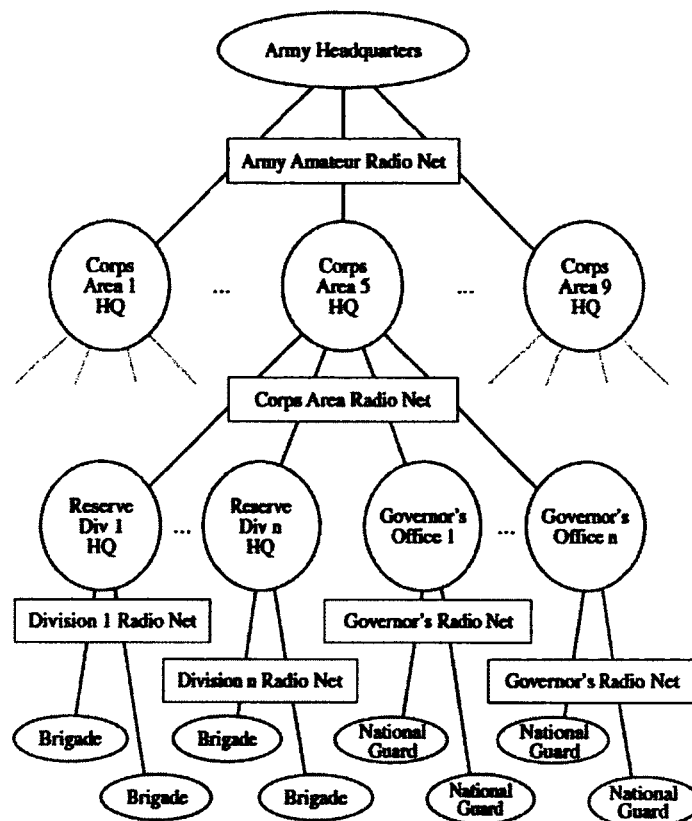 Army Headquarters
Army Amateur Radio Net
Corps
Area 1
HQ
...
Corps
Area 5
HQ
...
Corps
Area 9
HQ
Corps Area Radio Net
Reserve
Div 1
HQ
...
Reserve
Div n
HQ
Governor's
Office 1
...
Governor's
Office n
Division 1 Radio Net
Governor's Radio Net
Division n Radio Net
Governor's Radio Net
Brigade
Brigade
National
Guard
National
Guard
Brigade
Brigade
National
Guard
National
Guard